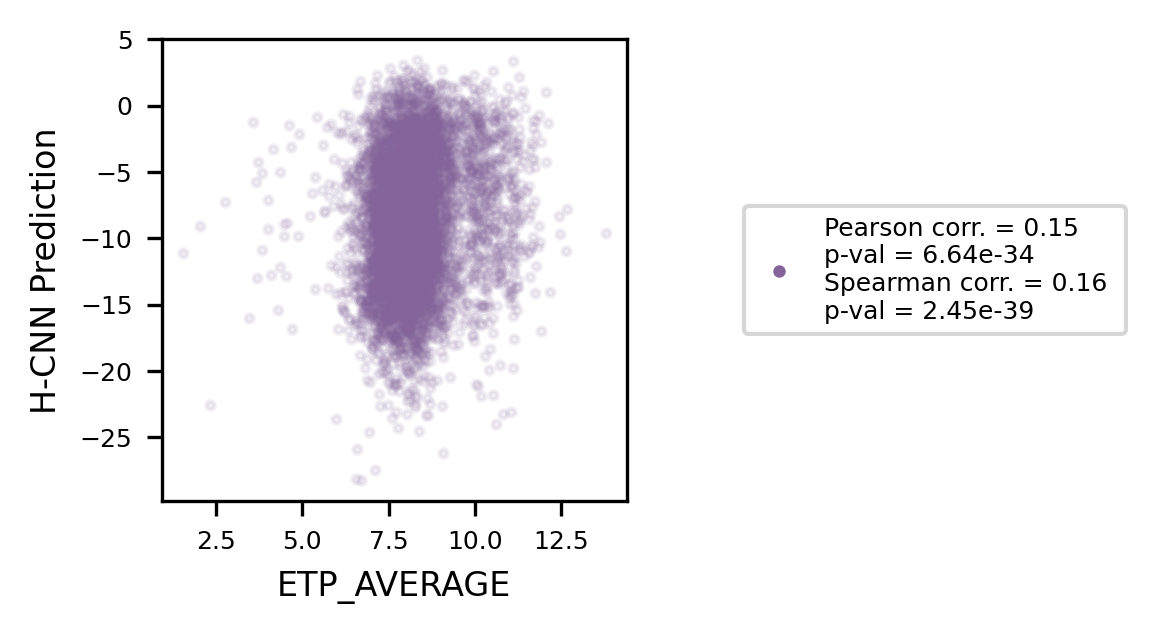 5
0
−5
−10
−15
−20
−25
H-CNN Prediction
2.5 5.0 7.5 10.0 12.5
ETP_AVERAGE
Pearson corr. = 0.15
p-val = 6.64e-34
Spearman corr. = 0.16
p-val = 2.45e-39